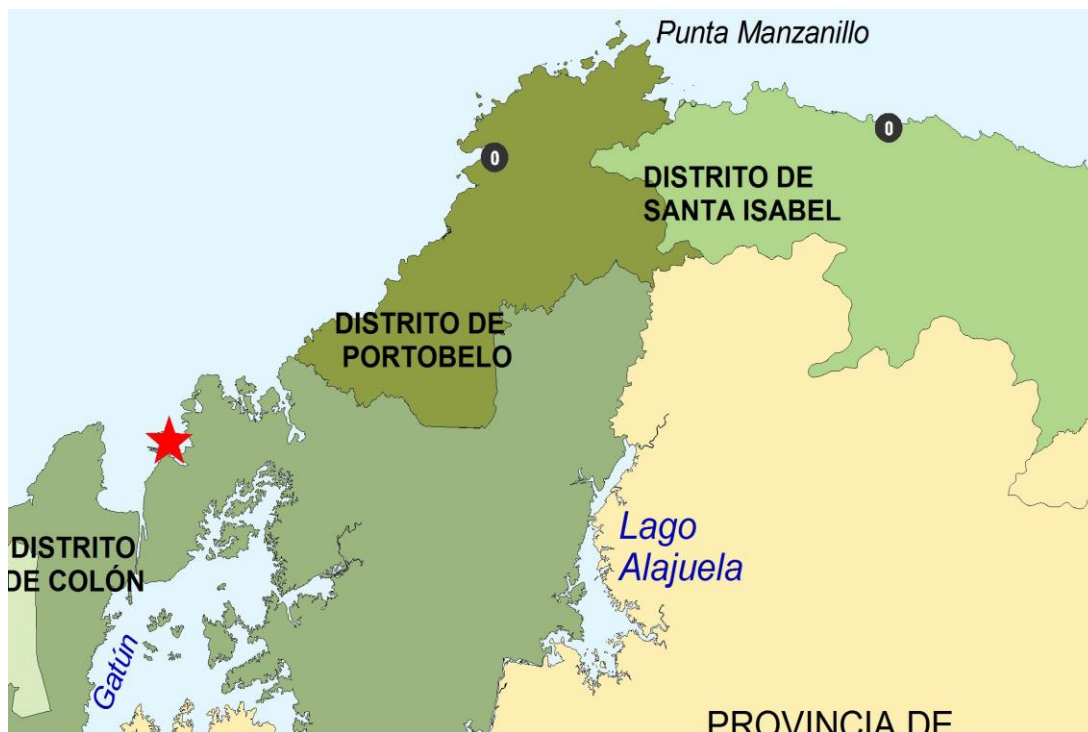 Punta Manzanillo
0
0
DISTRITO DE
SANTA ISABEL
DISTRITO DE
PORTOBELO
Lago
Alajuela
DISTRITO
DE COLÓN
Gatún
PROVINCIA DE